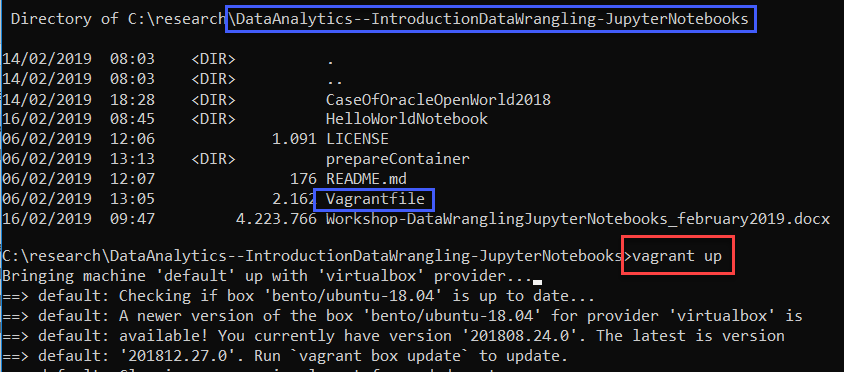 Directory of C:\research\DataAnalytics--IntroductionDataWrangling-JupyterNotebooks
14/02/2019 08:03 <DIR> .
14/02/2019 08:03 <DIR> ..
14/02/2019 18:28 <DIR> CaseOfOracleOpenWorld2018
16/02/2019 08:45 <DIR> HelloWorldNotebook
06/02/2019 12:06 1.091 LICENSE
06/02/2019 13:13 <DIR> prepareContainer
06/02/2019 12:07 176 README.md
06/02/2019 13:05 2.162 Vagrantfile
16/02/2019 09:47 4.223.766 Workshop-DataWranglingJupyterNotebooks_february2019.docx
C:\research\DataAnalytics--IntroductionDataWrangling-JupyterNotebooks>vagrant up
Bringing machine 'default' up with 'virtualbox' provider...
==> default: Checking if box 'bento/ubuntu-18.04' is up to date...
==> default: A newer version of the box 'bento/ubuntu-18.04' for provider 'virtualbox' is
==> default: available! You currently have version '201808.24.0'. The latest is version
==> default: '201812.27.0'. Run `vagrant box update` to update.